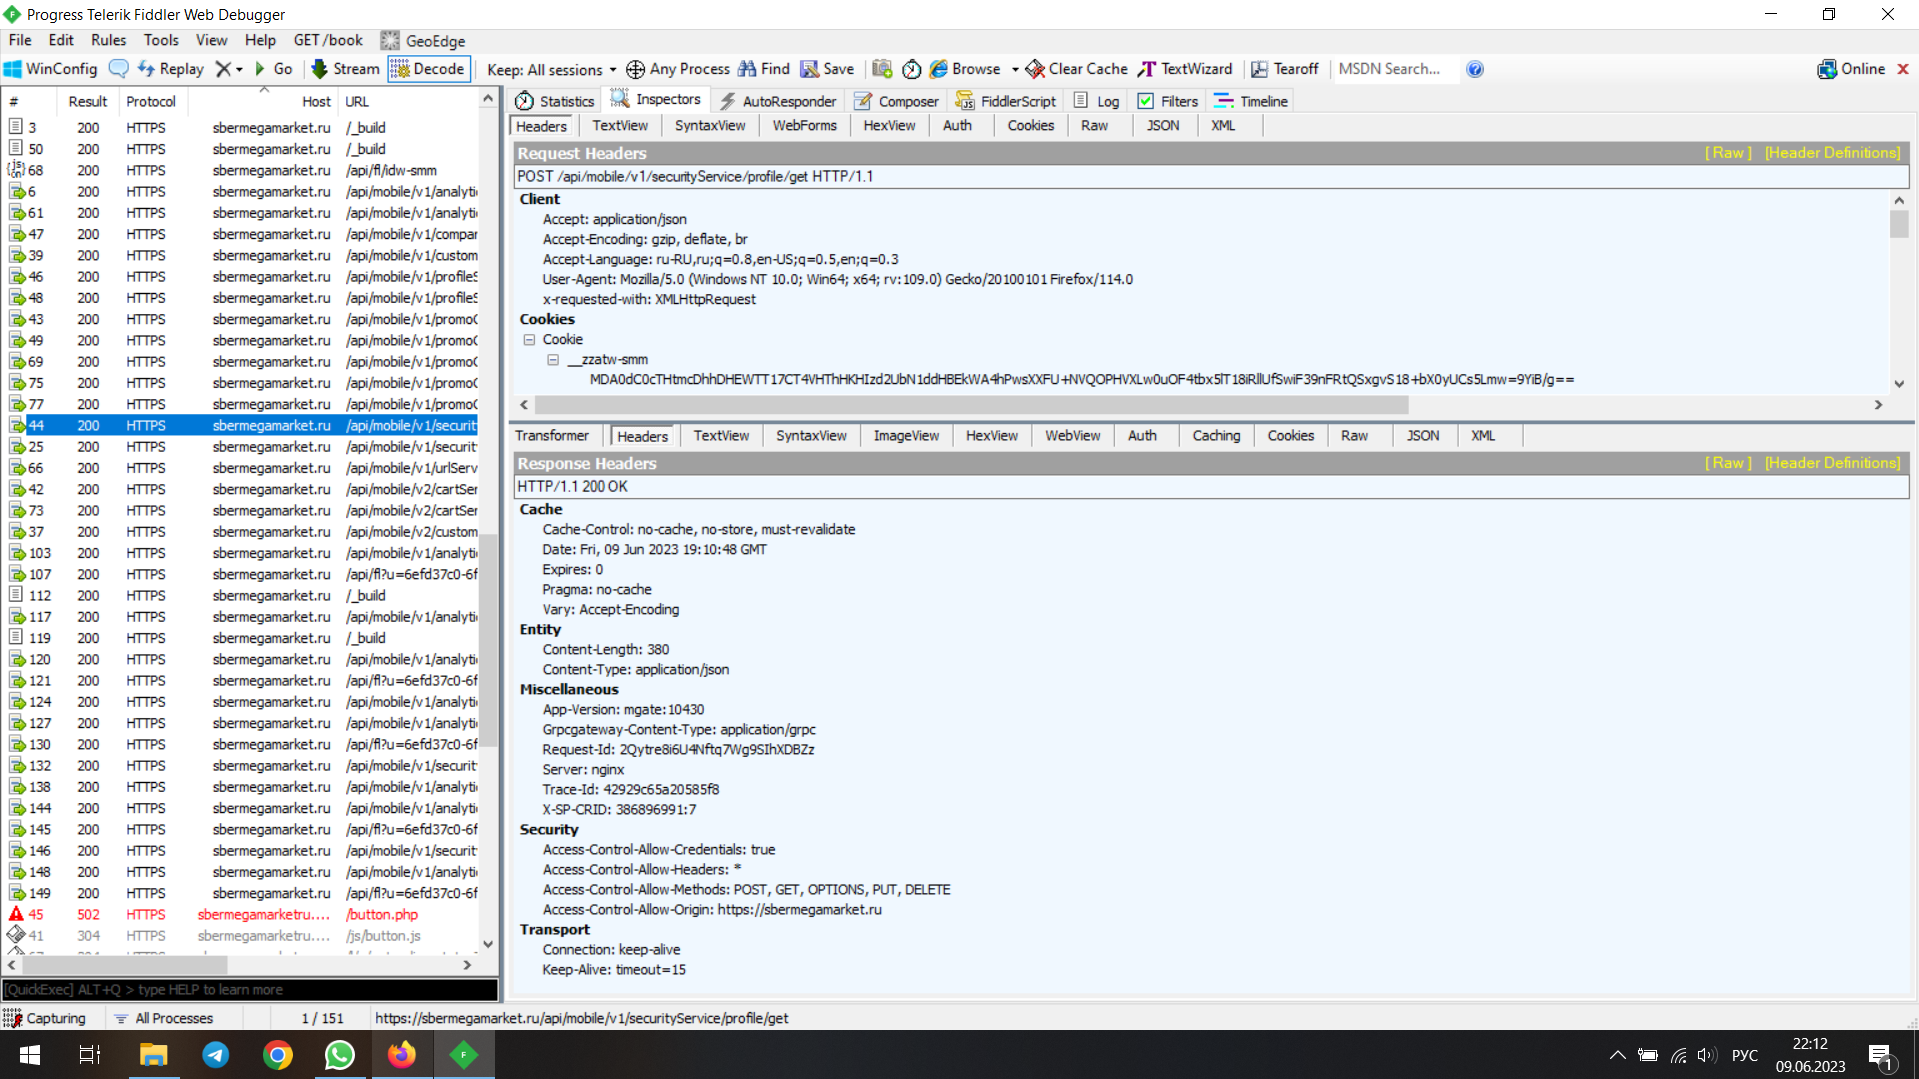 Progress Telerik Fiddler Web Debugger
File Edit Rules Tools View Help GET /book GeoEdge
WinConfig Replay Go Stream Decode Keep: All sessions Any Process Find Save Browse Clear Cache TextWizard Tearoff MSDN Search... Online
# Result Protocol Host URL
3 200 HTTPS sbermegamarket.ru /_build
50 200 HTTPS sbermegamarket.ru /_build
68 200 HTTPS sbermegamarket.ru /api/fl/idw-smm
6 200 HTTPS sbermegamarket.ru /api/mobile/v1/analyti
61 200 HTTPS sbermegamarket.ru /api/mobile/v1/analyti
47 200 HTTPS sbermegamarket.ru /api/mobile/v1/compar
39 200 HTTPS sbermegamarket.ru /api/mobile/v1/custom
46 200 HTTPS sbermegamarket.ru /api/mobile/v1/profileS
48 200 HTTPS sbermegamarket.ru /api/mobile/v1/profileS
43 200 HTTPS sbermegamarket.ru /api/mobile/v1/promoC
49 200 HTTPS sbermegamarket.ru /api/mobile/v1/promoC
69 200 HTTPS sbermegamarket.ru /api/mobile/v1/promoC
75 200 HTTPS sbermegamarket.ru /api/mobile/v1/promoC
77 200 HTTPS sbermegamarket.ru /api/mobile/v1/promoC
44 200 HTTPS sbermegamarket.ru /api/mobile/v1/securit
25 200 HTTPS sbermegamarket.ru /api/mobile/v1/securit
66 200 HTTPS sbermegamarket.ru /api/mobile/v1/urlServ
42 200 HTTPS sbermegamarket.ru /api/mobile/v2/cartSer
73 200 HTTPS sbermegamarket.ru /api/mobile/v2/cartSer
37 200 HTTPS sbermegamarket.ru /api/mobile/v2/custom
103 200 HTTPS sbermegamarket.ru /api/mobile/v1/analyti
107 200 HTTPS sbermegamarket.ru /api/fl?u=6efd37c0-6f
112 200 HTTPS sbermegamarket.ru /_build
117 200 HTTPS sbermegamarket.ru /api/mobile/v1/analyti
119 200 HTTPS sbermegamarket.ru /_build
120 200 HTTPS sbermegamarket.ru /api/mobile/v1/analyti
121 200 HTTPS sbermegamarket.ru /api/fl?u=6efd37c0-6f
124 200 HTTPS sbermegamarket.ru /api/mobile/v1/analyti
127 200 HTTPS sbermegamarket.ru /api/mobile/v1/analyti
130 200 HTTPS sbermegamarket.ru /api/fl?u=6efd37c0-6f
132 200 HTTPS sbermegamarket.ru /api/mobile/v1/securit
138 200 HTTPS sbermegamarket.ru /api/mobile/v1/analyti
144 200 HTTPS sbermegamarket.ru /api/mobile/v1/analyti
145 200 HTTPS sbermegamarket.ru /api/fl?u=6efd37c0-6f
146 200 HTTPS sbermegamarket.ru /api/mobile/v1/securit
148 200 HTTPS sbermegamarket.ru /api/mobile/v1/analyti
149 200 HTTPS sbermegamarket.ru /api/fl?u=6efd37c0-6f
45 502 HTTPS sbermegamarketru.... /button.php
41 304 HTTPS sbermegamarketru.... /js/button.js
[QuickExec] ALT+Q > type HELP to learn more
Statistics Inspectors AutoResponder Composer FiddlerScript Log Filters Timeline
Headers TextView SyntaxView WebForms HexView Auth Cookies Raw JSON XML
Request Headers [ Raw ] [Header Definitions]
POST /api/mobile/v1/securityService/profile/get HTTP/1.1
Client
Accept: application/json
Accept-Encoding: gzip, deflate, br
Accept-Language: ru-RU,ru;q=0.8,en-US;q=0.5,en;q=0.3
User-Agent: Mozilla/5.0 (Windows NT 10.0; Win64; x64; rv:109.0) Gecko/20100101 Firefox/114.0
x-requested-with: XMLHttpRequest
Cookies
Cookie
__zzatw-smm
Transformer Headers TextView SyntaxView ImageView HexView WebView Auth Caching Cookies Raw JSON XML
Response Headers [ Raw ] [Header Definitions]
HTTP/1.1 200 OK
Cache
Cache-Control: no-cache, no-store, must-revalidate
Date: Fri, 09 Jun 2023 19:10:48 GMT
Expires: 0
Pragma: no-cache
Vary: Accept-Encoding
Entity
Content-Length: 380
Content-Type: application/json
Miscellaneous
App-Version: mgate:10430
Grpcgateway-Content-Type: application/grpc
Request-Id: 2Qytre8i6U4Nftq7Wg9SIhXDBZz
Server: nginx
Trace-Id: 42929c65a20585f8
X-SP-CRID: 386896991:7
Security
Access-Control-Allow-Credentials: true
Access-Control-Allow-Headers: *
Access-Control-Allow-Methods: POST, GET, OPTIONS, PUT, DELETE
Access-Control-Allow-Origin: https://sbermegamarket.ru
Transport
Connection: keep-alive
Keep-Alive: timeout=15
Capturing All Processes 1 / 151 https://sbermegamarket.ru/api/mobile/v1/securityService/profile/get
РУС 22:12
09.06.2023 1